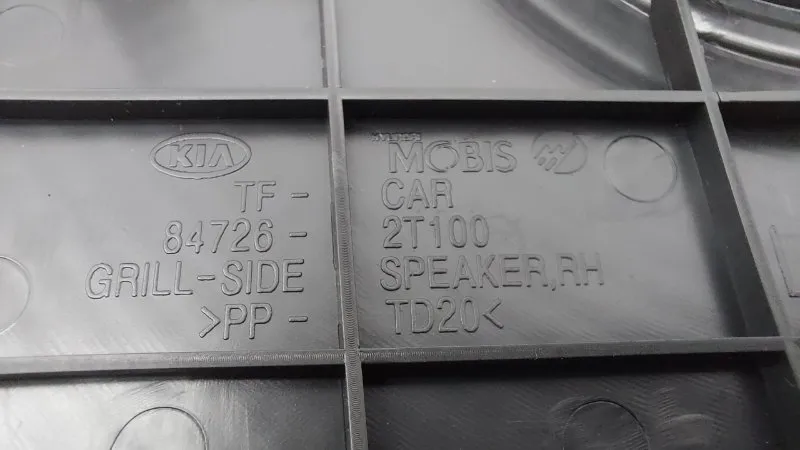 KIA MOBIS
TF - CAR
84726 - 2T100
GRILL-SIDE SPEAKER,RH
>PP - TD20<